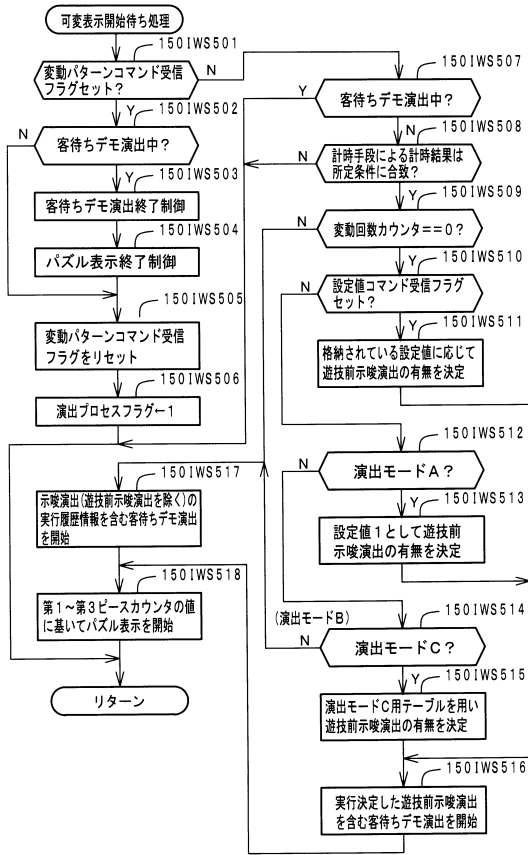 可変表示開始待ち処理
150IWS501
変動パターンコマンド受信
フラグセット?
N
Y
150IWS502
客待ちデモ演出中?
N
Y
150IWS503
客待ちデモ演出終了制御
150IWS504
パズル表示終了制御
150IWS505
変動パターンコマンド受信
フラグをリセット
150IWS506
演出プロセスフラグ←1
150IWS507
客待ちデモ演出中?
Y
N
150IWS508
計時手段による計時結果は
所定条件に合致?
N
Y
150IWS509
変動回数カウンタ==0?
N
Y
150IWS510
設定値コマンド受信フラグ
セット?
N
Y
150IWS511
格納されている設定値に応じて
遊技前示唆演出の有無を決定
150IWS512
演出モードA?
N
Y
150IWS513
設定値1として遊技前
示唆演出の有無を決定
150IWS514
(演出モードB)
演出モードC?
N
Y
150IWS515
演出モードC用テーブルを用い
遊技前示唆演出の有無を決定
150IWS516
実行決定した遊技前示唆演出
を含む客待ちデモ演出を開始
150IWS517
示唆演出(遊技前示唆演出を除く)の
実行履歴情報を含む客待ちデモ演出
を開始
150IWS518
第1~第3ピースカウンタの値
に基いてパズル表示を開始
リターン